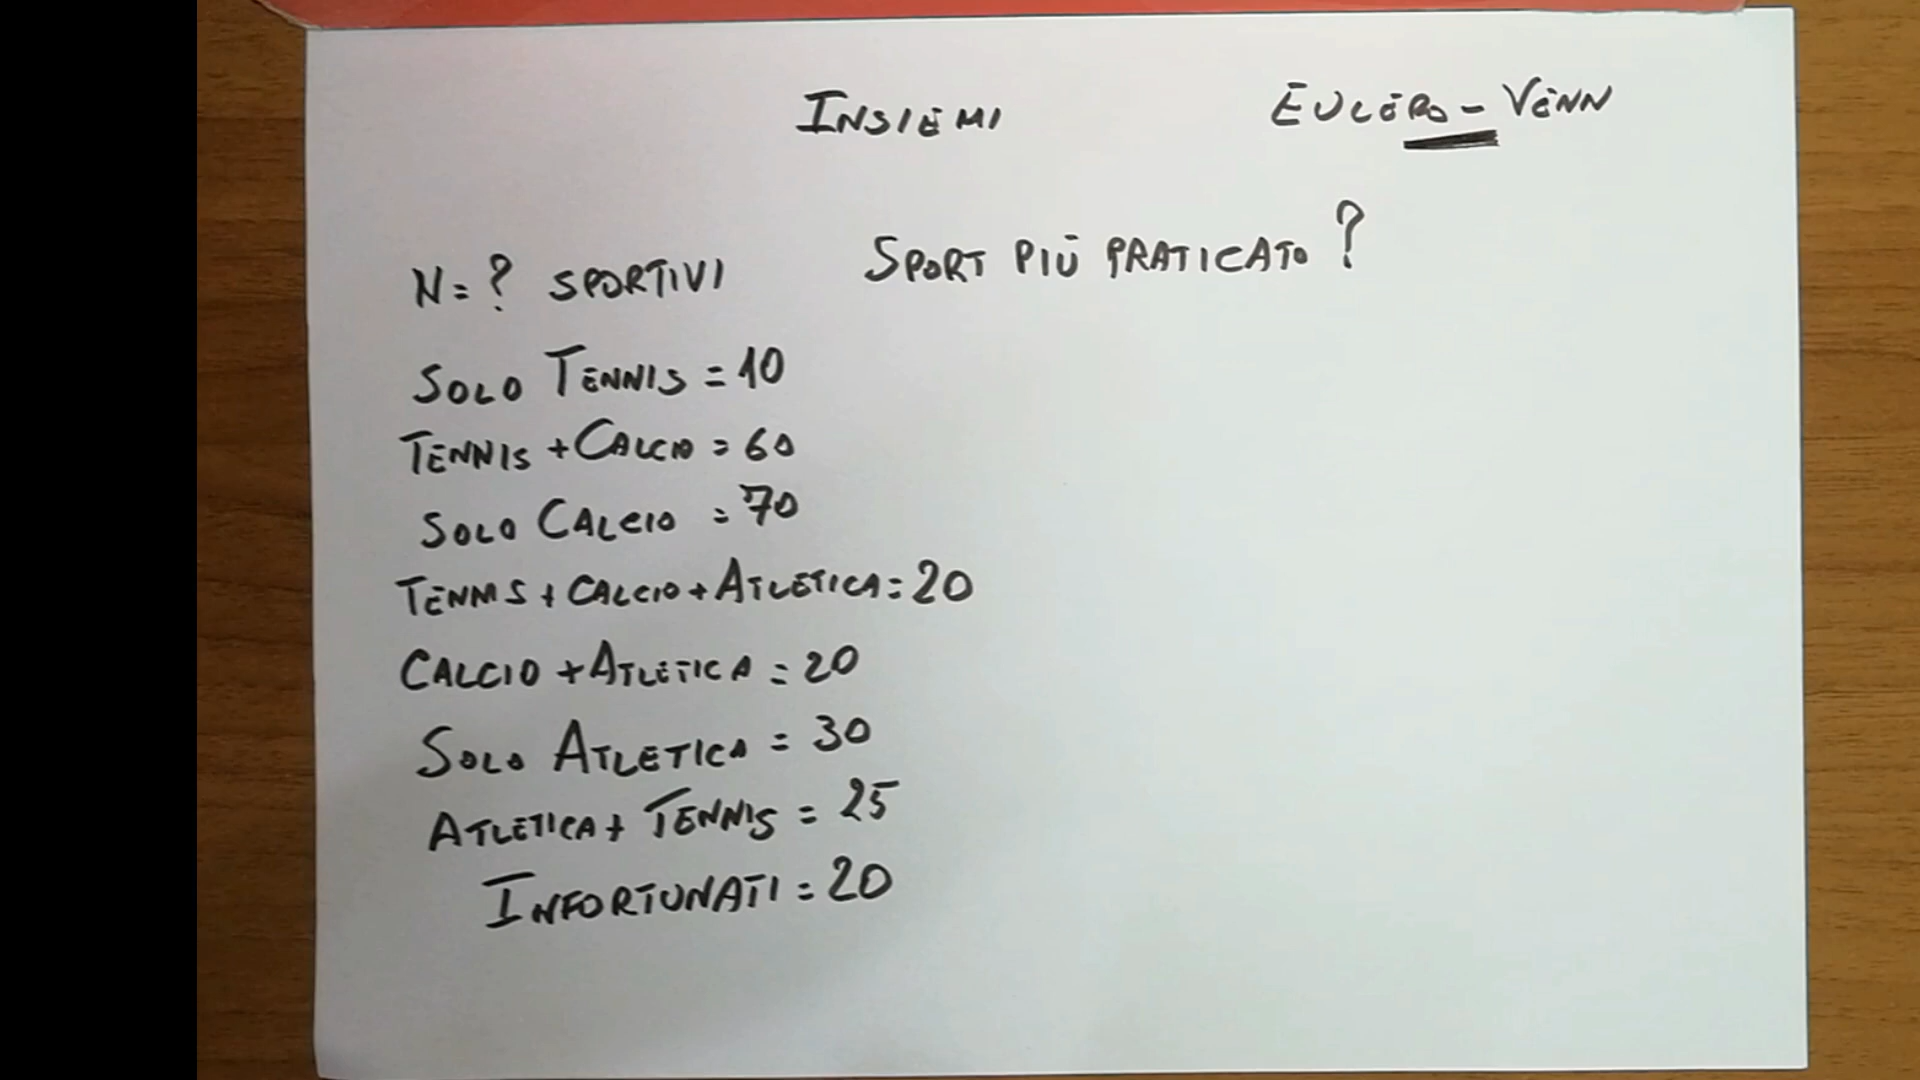 INSIEMI
EULERO - VENN
N = ? SPORTIVI
SPORT PIÙ PRATICATO ?
SOLO TENNIS = 10
TENNIS + CALCIO = 60
SOLO CALCIO = 70
TENNIS + CALCIO + ATLETICA = 20
CALCIO + ATLETICA = 20
SOLO ATLETICA = 30
ATLETICA + TENNIS = 25
INFORTUNATI = 20